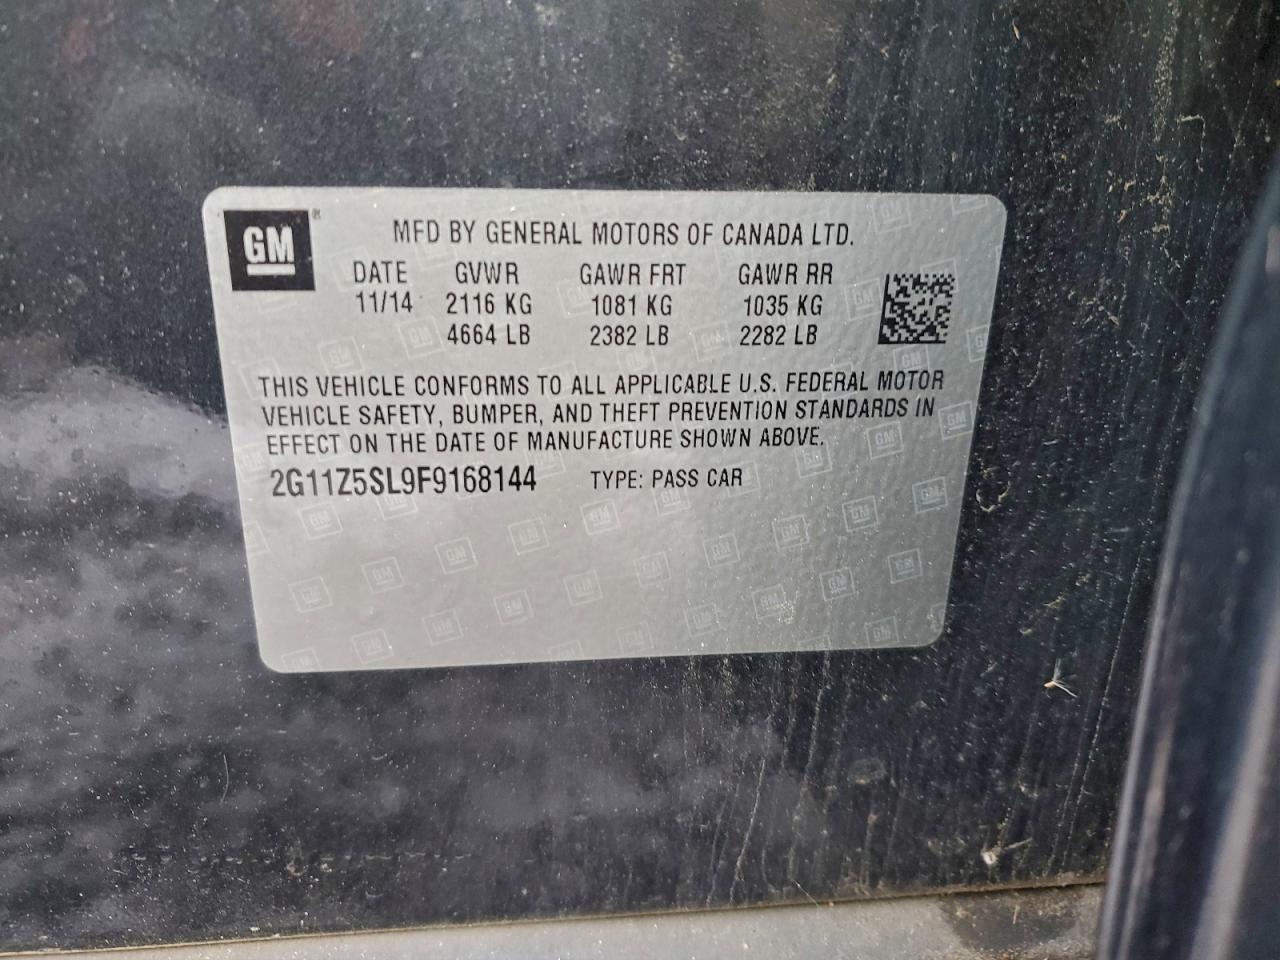 GM ®
MFD BY GENERAL MOTORS OF CANADA LTD.
DATE GVWR GAWR FRT GAWR RR
11/14 2116 KG 1081 KG 1035 KG
4664 LB 2382 LB 2282 LB
THIS VEHICLE CONFORMS TO ALL APPLICABLE U.S. FEDERAL MOTOR
VEHICLE SAFETY, BUMPER, AND THEFT PREVENTION STANDARDS IN
EFFECT ON THE DATE OF MANUFACTURE SHOWN ABOVE.
2G11Z5SL9F9168144 TYPE: PASS CAR